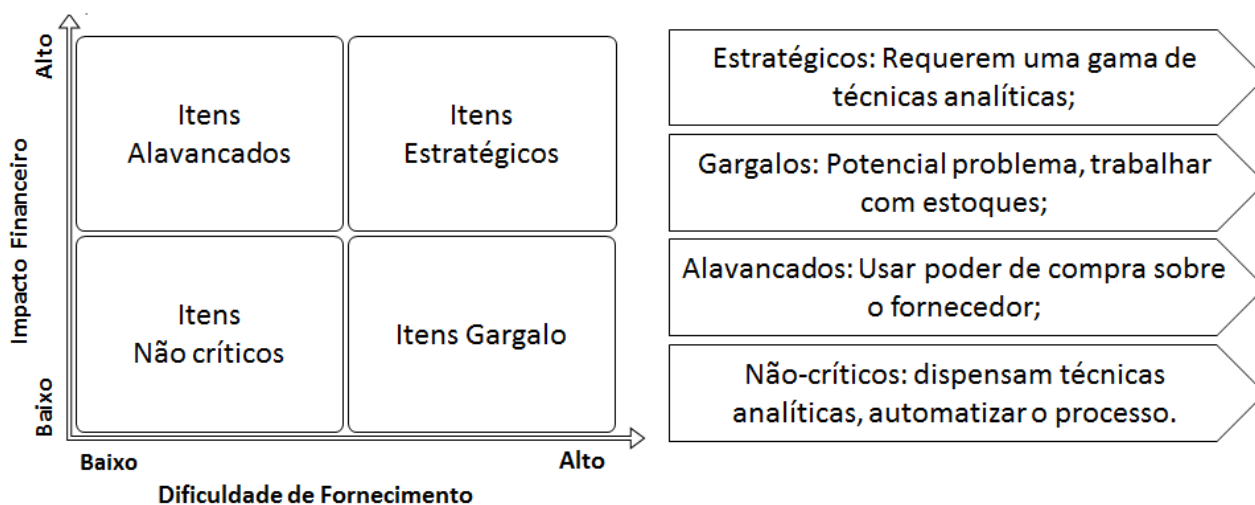 Alto
Impacto Financeiro
Baixo
Itens
Alavancados
Itens
Estratégicos
Itens
Não críticos
Itens Gargalo
Baixo
Alto
Dificuldade de Fornecimento
Estratégicos: Requerem uma gama de
técnicas analíticas;
Gargalos: Potencial problema, trabalhar
com estoques;
Alavancados: Usar poder de compra sobre
o fornecedor;
Não-críticos: dispensam técnicas
analíticas, automatizar o processo.